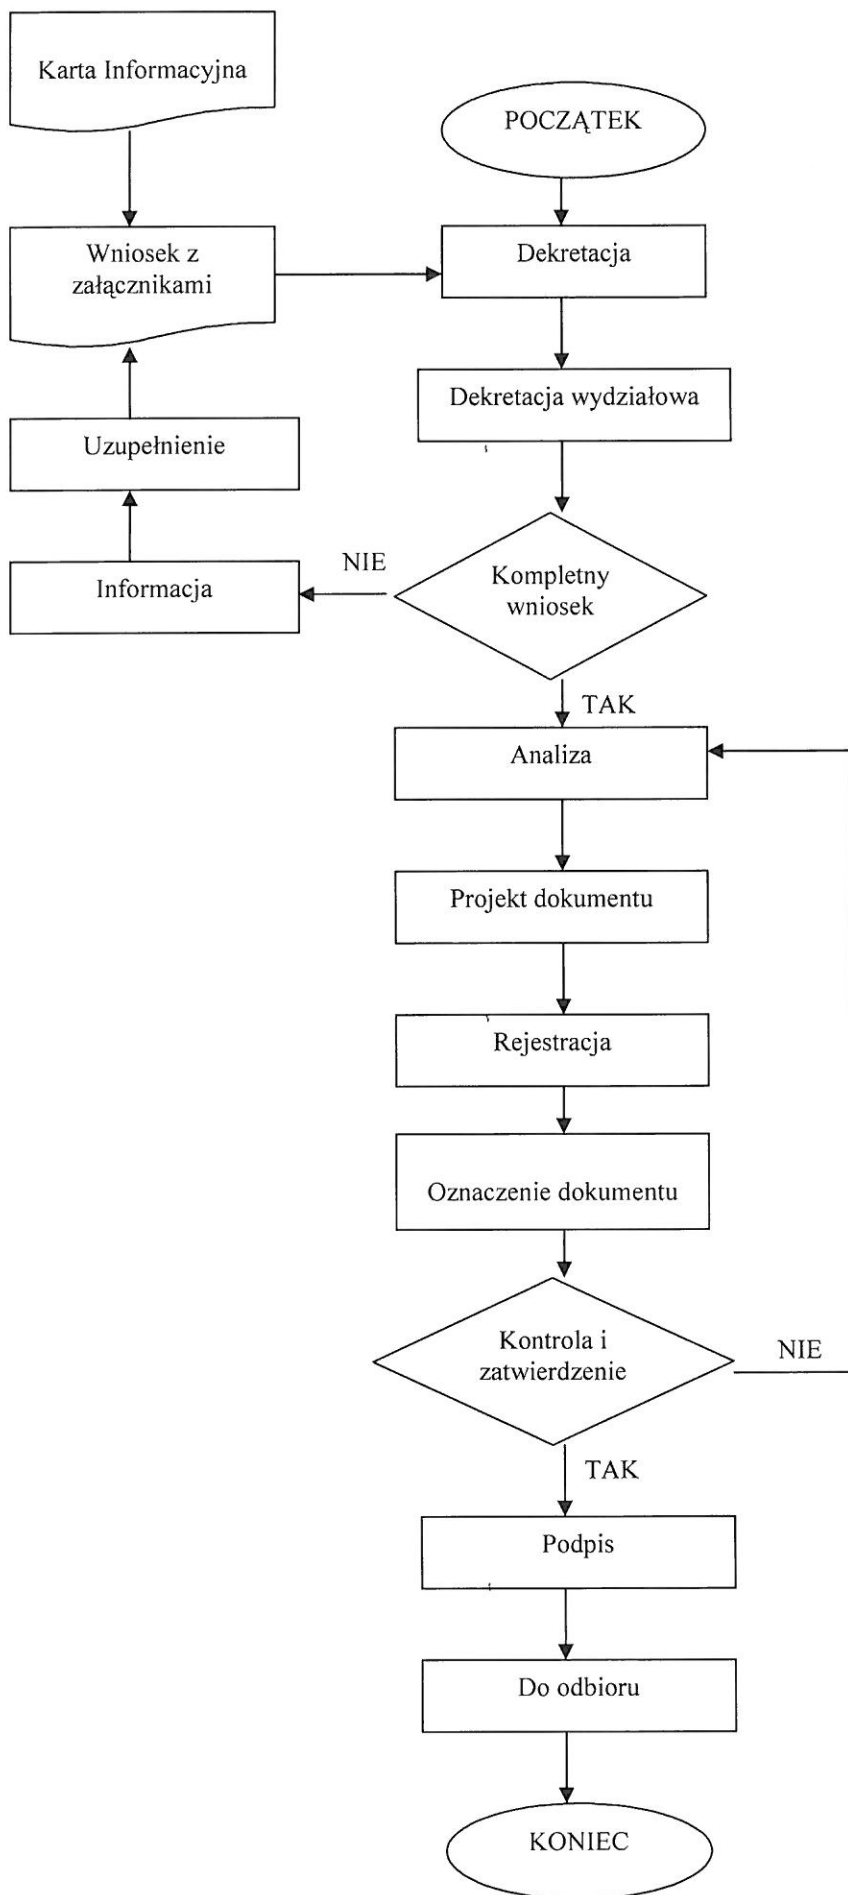 Karta Informacyjna
POCZĄTEK
Wniosek z
załącznikami
Dekretacja
Dekretacja wydziałowa
Uzupełnienie
Kompletny
wniosek
NIE
Informacja
TAK
Analiza
Projekt dokumentu
Rejestracja
Oznaczenie dokumentu
Kontrola i
zatwierdzenie
NIE
TAK
Podpis
Do odbioru
KONIEC